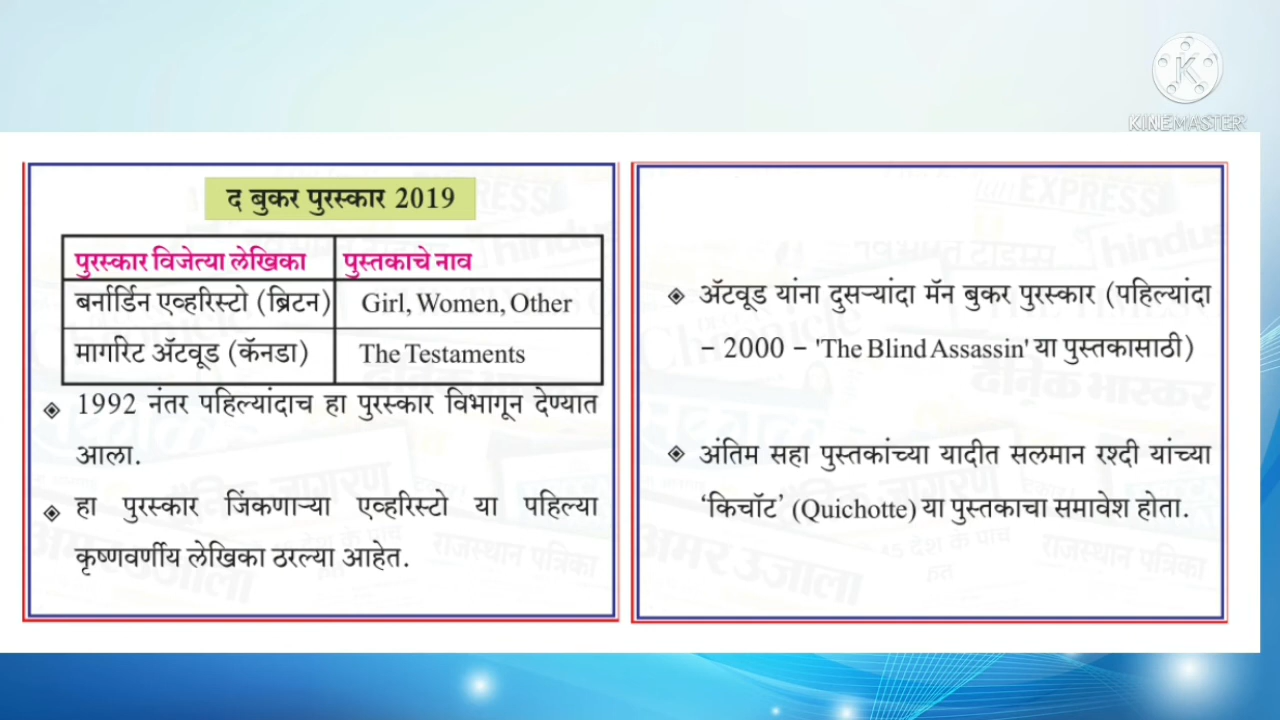 KINEMASTER
द बुकर पुरस्कार 2019
पुरस्कार विजेत्या लेखिका पुस्तकाचे नाव
बर्नार्डिन एव्हरिस्टो (ब्रिटन) Girl, Women, Other
मागरिट ॲटवूड (कॅनडा) The Testaments
1992 नंतर पहिल्यांदाच हा पुरस्कार विभागून देण्यात
आला.
हा पुरस्कार जिंकणाऱ्या एव्हरिस्टो या पहिल्या
कृष्णवर्णीय लेखिका ठरल्या आहेत.
ॲटवूड यांना दुसऱ्यांदा मॅन बुकर पुरस्कार (पहिल्यांदा
– 2000 – 'The Blind Assassin' या पुस्तकासाठी)
अंतिम सहा पुस्तकांच्या यादीत सलमान रश्दी यांच्या
‘किचॉट’ (Quichotte) या पुस्तकाचा समावेश होता.